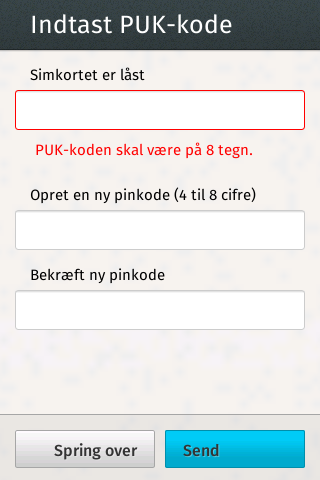 Indtast PUK-kode
Simkortet er låst
PUK-koden skal være på 8 tegn.
Opret en ny pinkode (4 til 8 cifre)
Bekræft ny pinkode
Spring over
Send